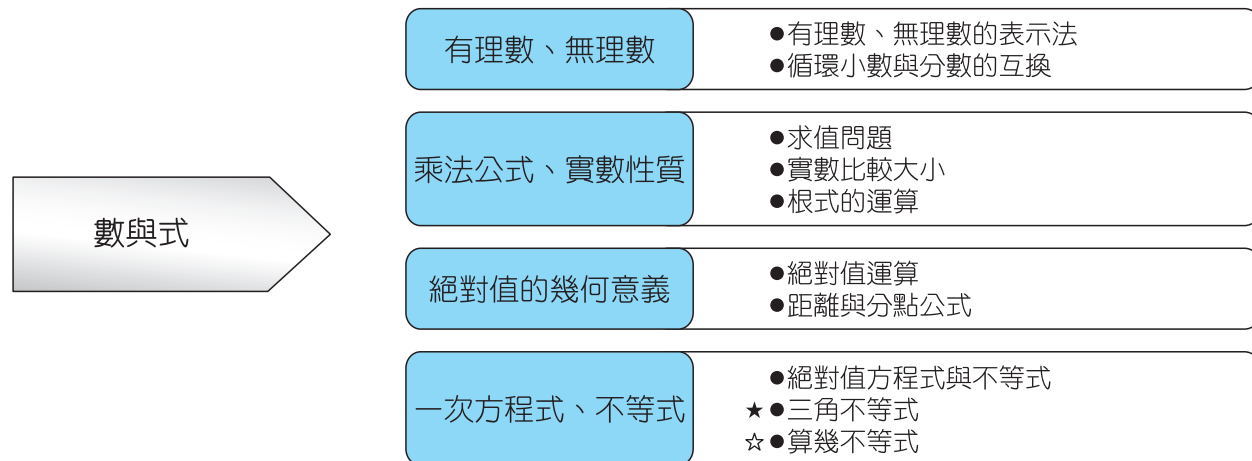 數與式
有理數、無理數
●有理數、無理數的表示法
●循環小數與分數的互換
乘法公式、實數性質
●求值問題
●實數比較大小
●根式的運算
絕對值的幾何意義
●絕對值運算
●距離與分點公式
一次方程式、不等式
●絕對值方程式與不等式
★●三角不等式
☆●算幾不等式